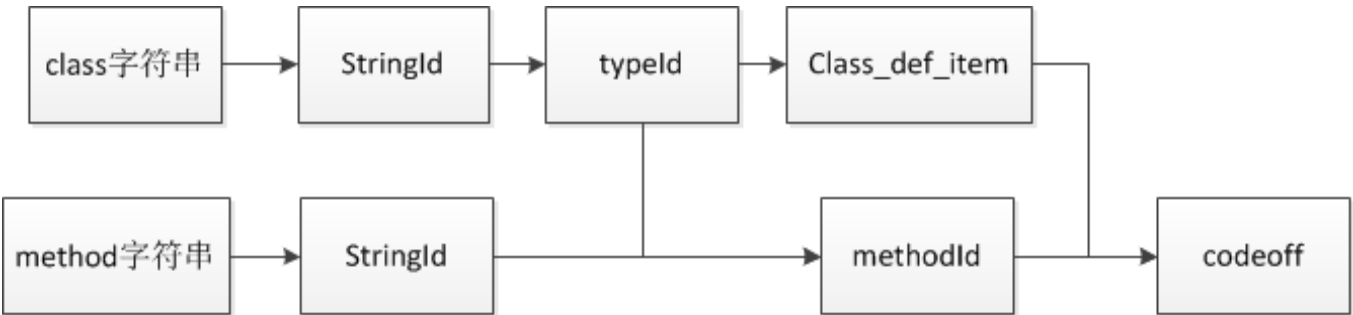 class字符串
StringId
typeId
Class_def_item
method字符串
StringId
methodId
codeoff